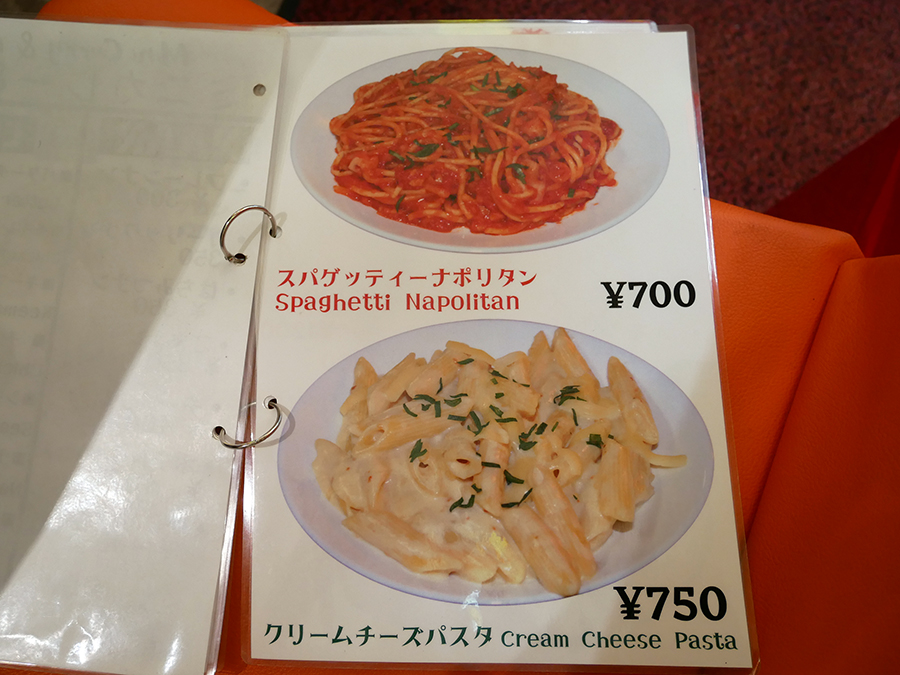 スパゲッティーナポリタン
Spaghetti Napolitan
¥700
¥750
クリームチーズパスタ Cream Cheese Pasta